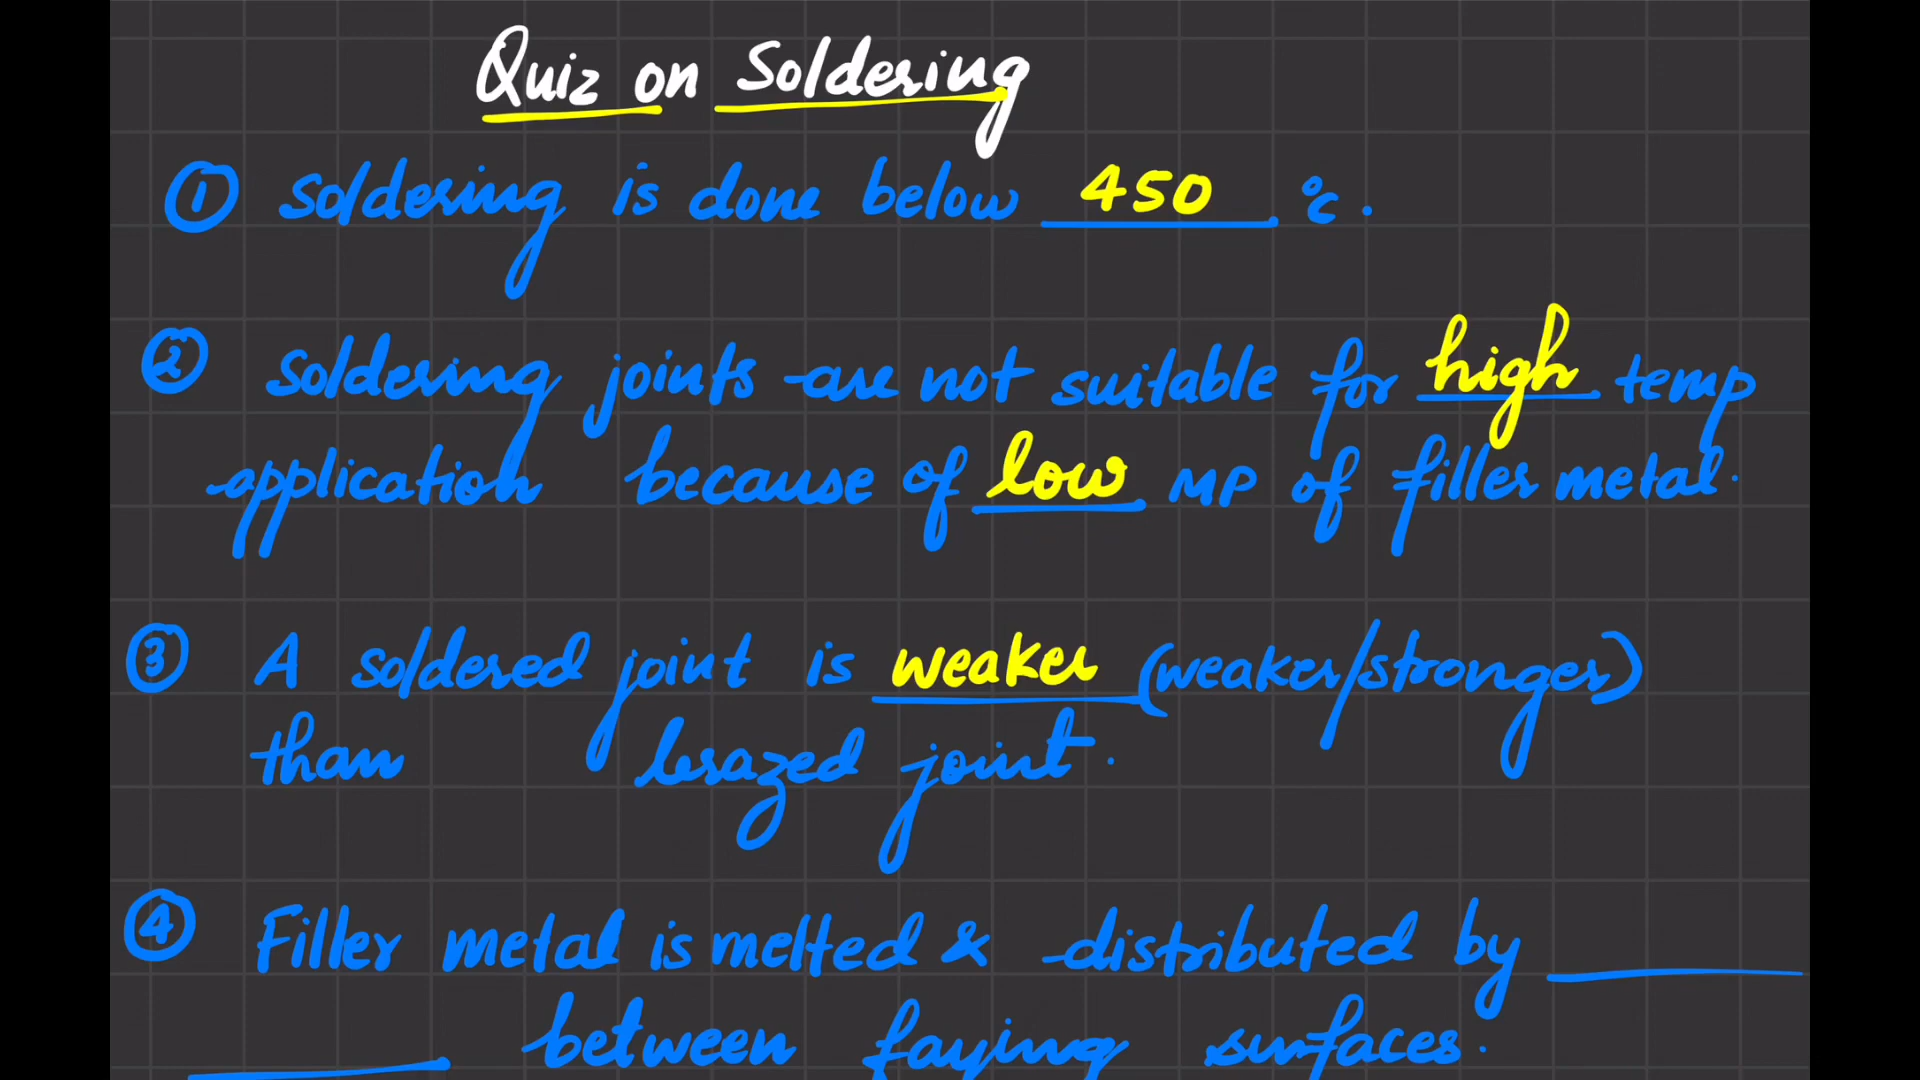 Quiz on Soldering
① Soldering is done below 450 °C.
② Soldering joints are not suitable for high temp
application because of low MP of filler metal.
③ A soldered joint is weaker (weaker/stronger)
than brazed joint.
④ Filler metal is melted & distributed by ______
______ between faying surfaces.